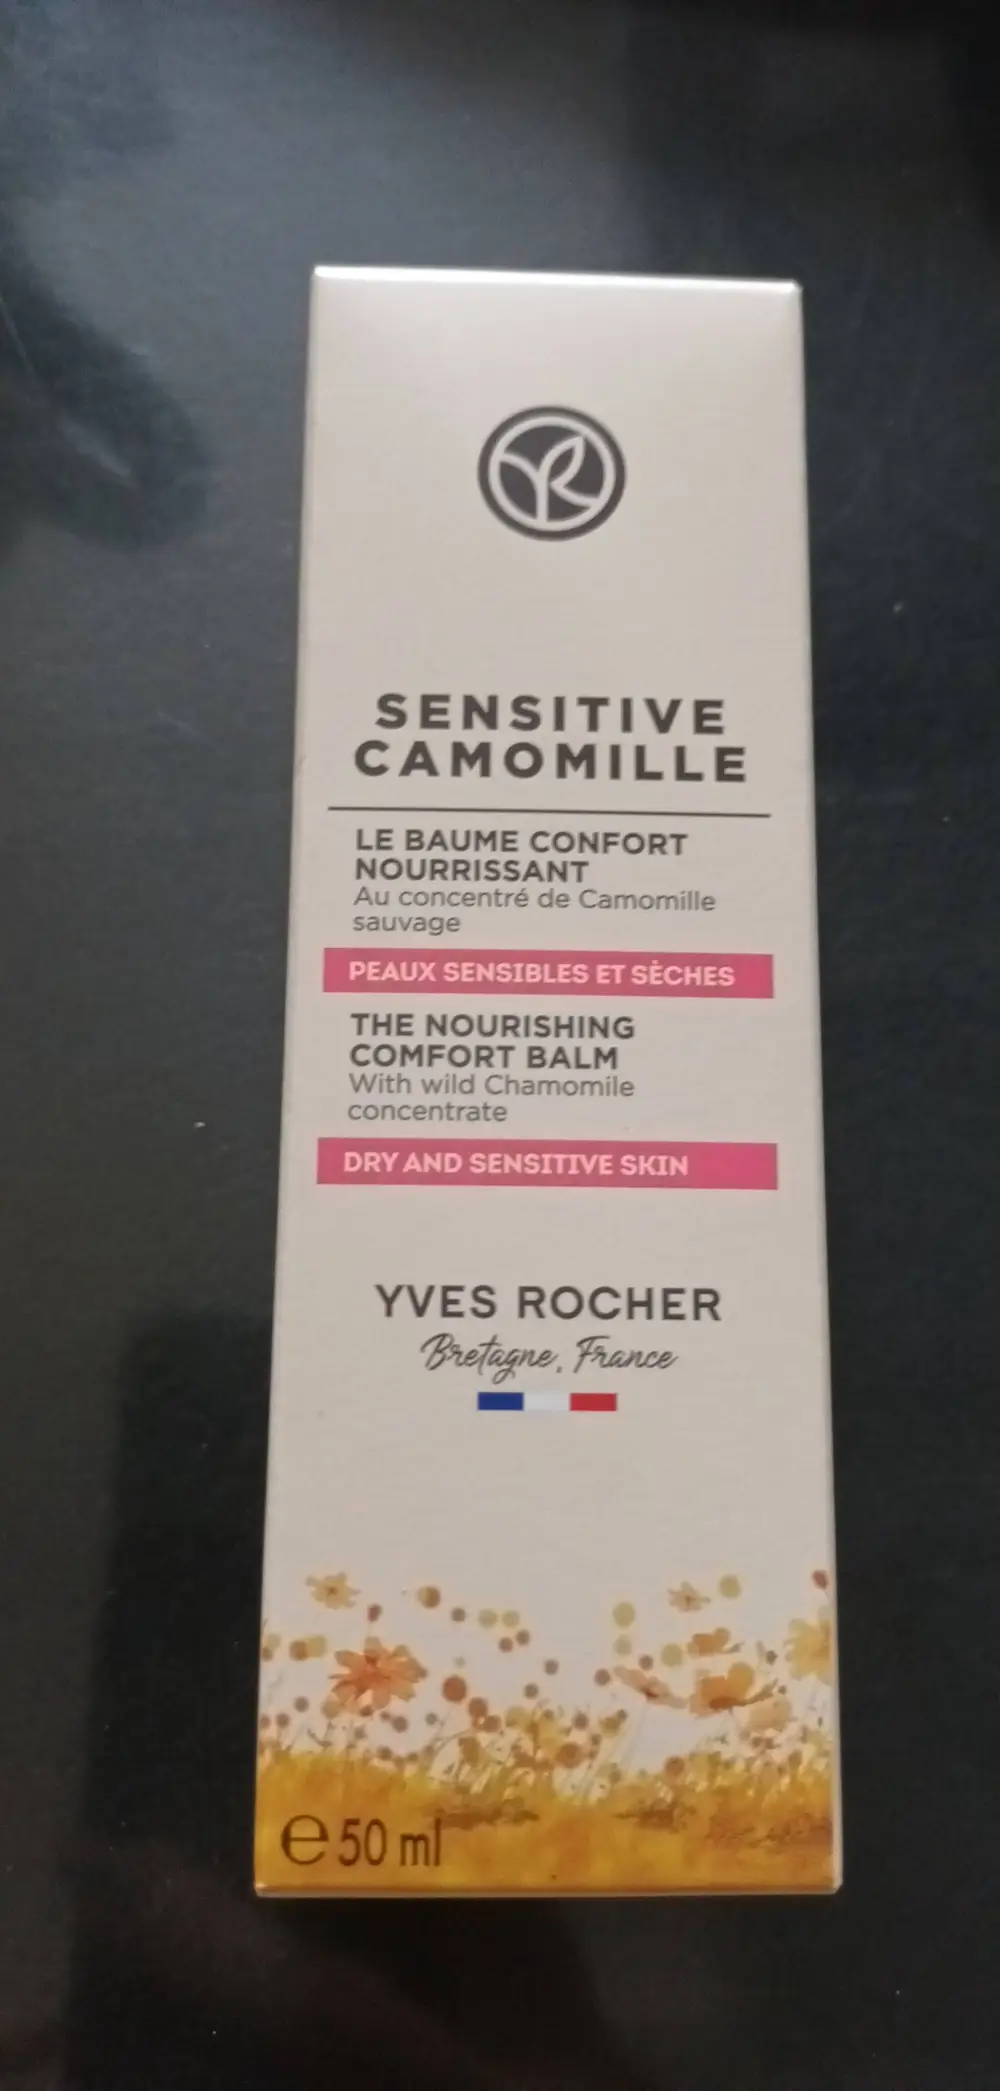 YR
SENSITIVE
CAMOMILLE
LE BAUME CONFORT
NOURRISSANT
Au concentré de Camomille
sauvage
PEAUX SENSIBLES ET SÈCHES
THE NOURISHING
COMFORT BALM
With wild Chamomile
concentrate
DRY AND SENSITIVE SKIN
YVES ROCHER
Bretagne, France
℮ 50 ml